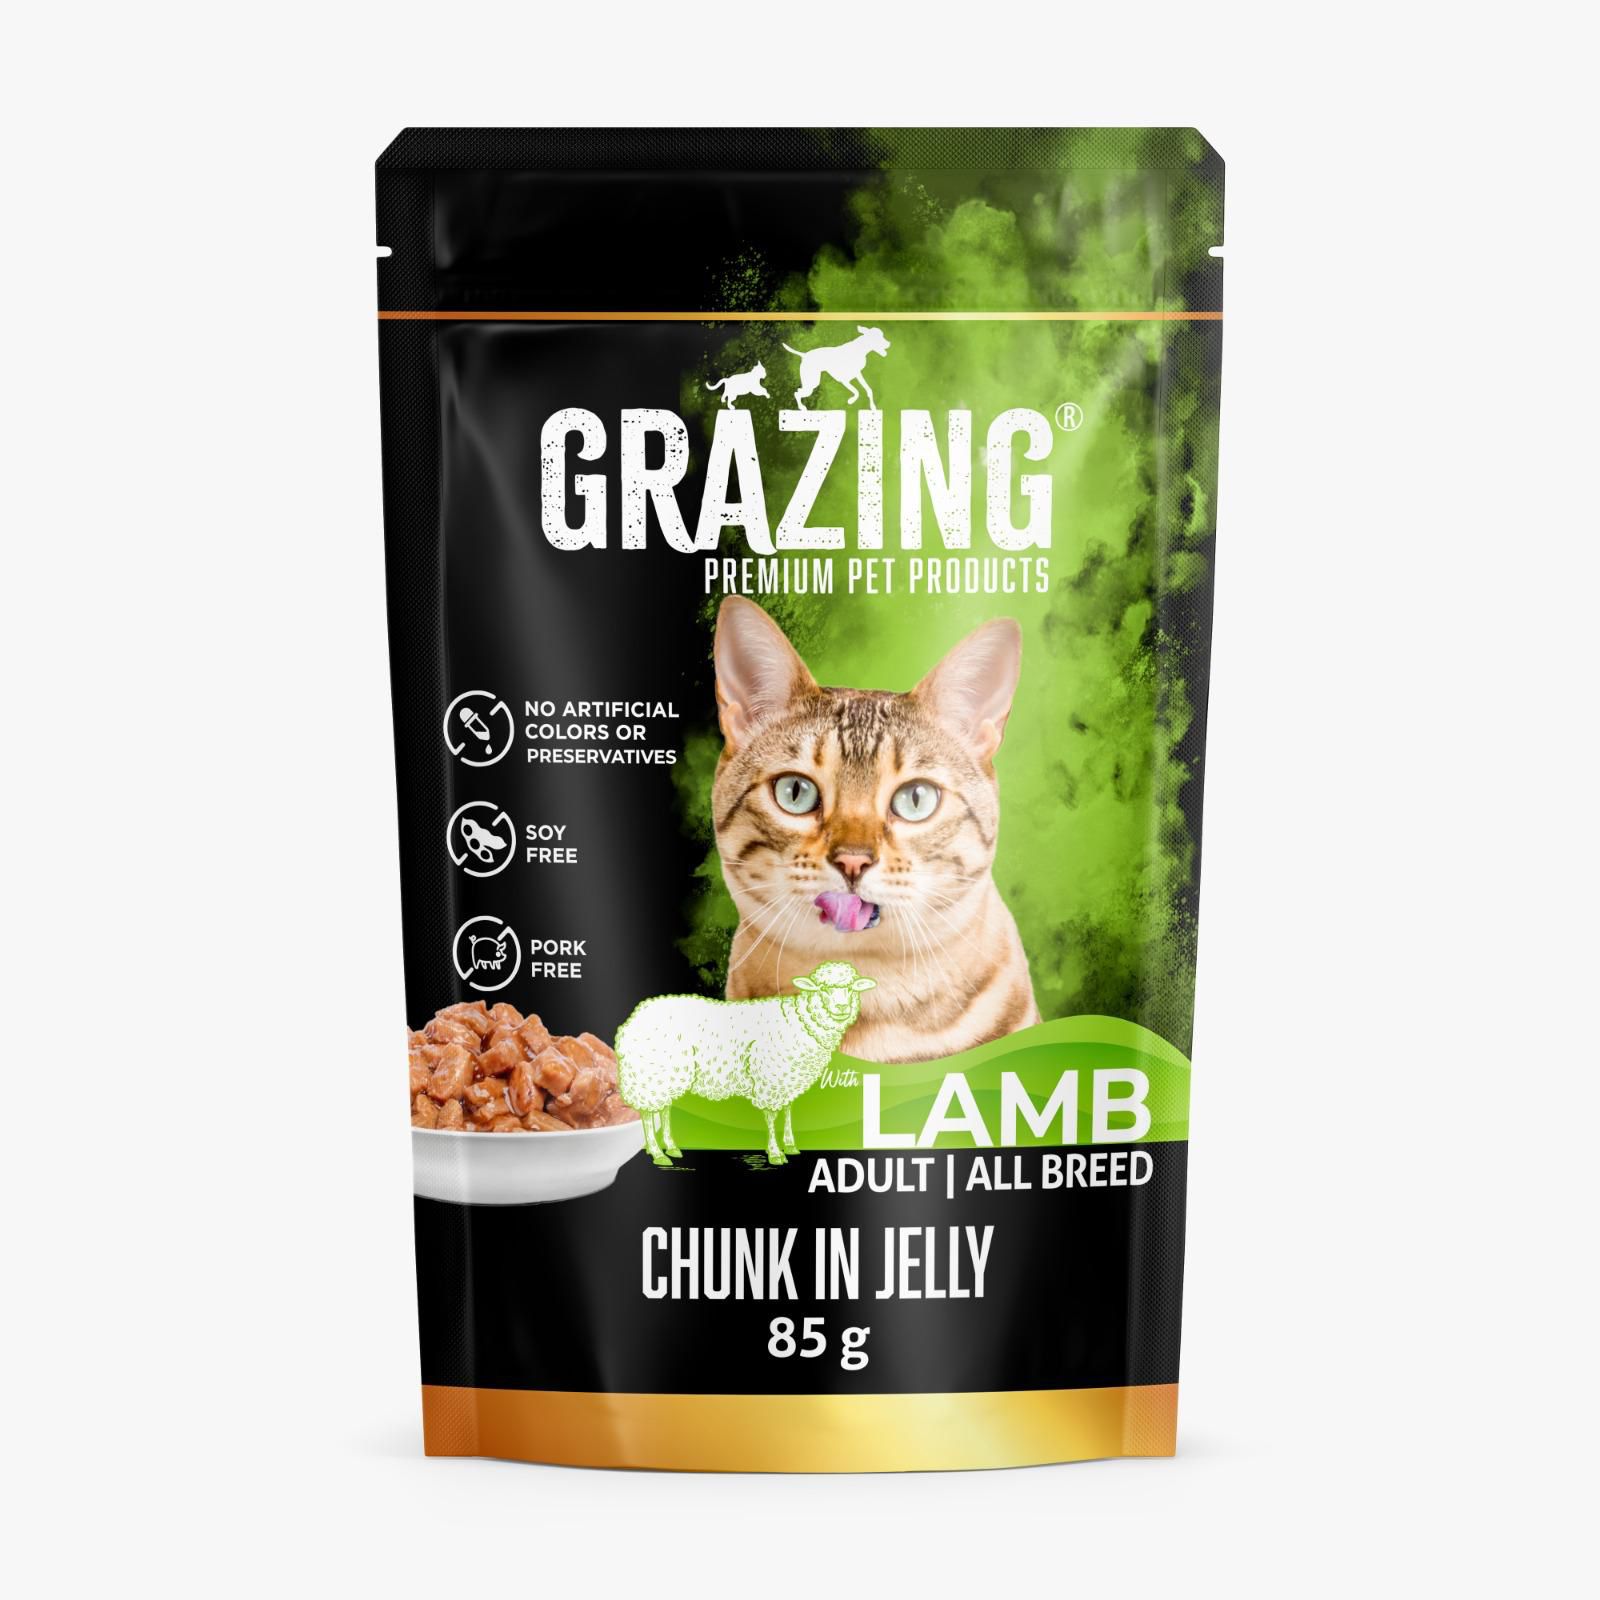 GRAZING®
PREMIUM PET PRODUCTS
NO ARTIFICIAL
COLORS OR
PRESERVATIVES
SOY
FREE
PORK
FREE
With LAMB
ADULT | ALL BREED
CHUNK IN JELLY
85 g